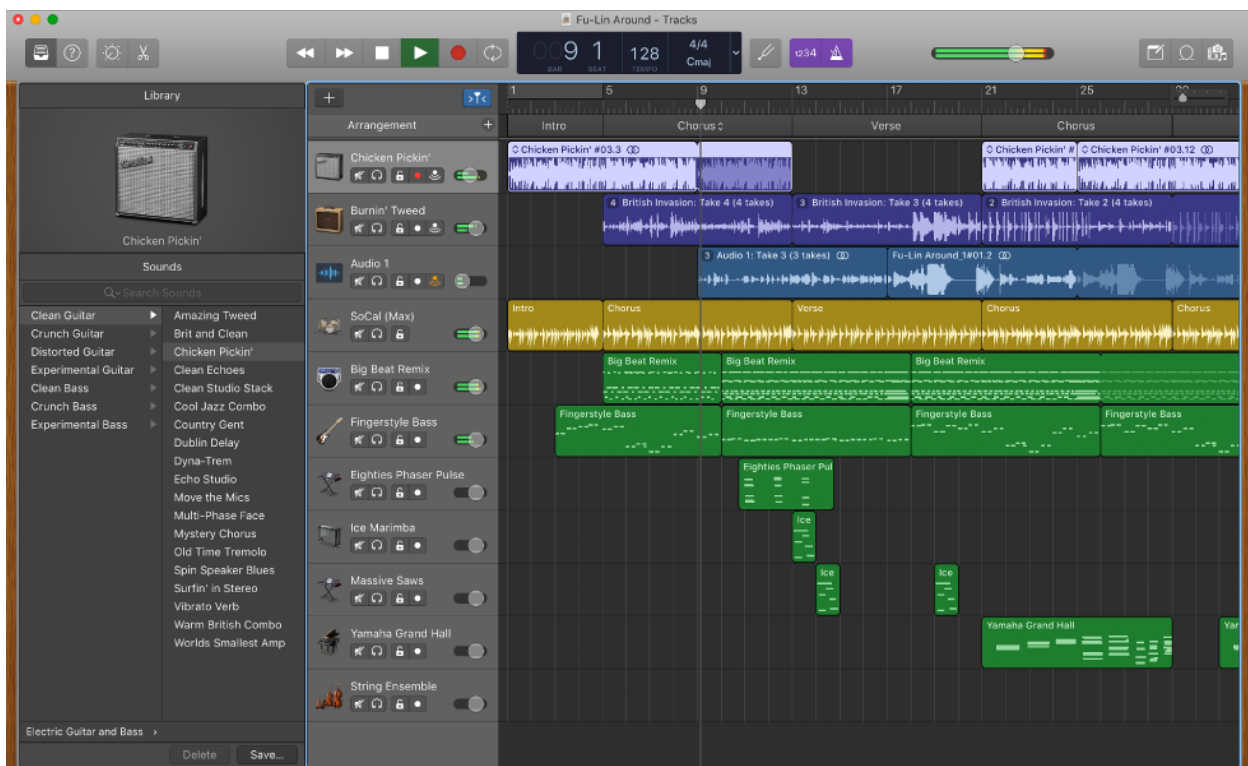 Fu-Lin Around - Tracks
009 1
BAR BEAT
128
TEMPO
4/4
Cmaj
1234
Library
Chicken Pickin'
Sounds
Search Sounds
Clean Guitar
Crunch Guitar
Distorted Guitar
Experimental Guitar
Clean Bass
Crunch Bass
Experimental Bass
Amazing Tweed
Brit and Clean
Chicken Pickin'
Clean Echoes
Clean Studio Stack
Cool Jazz Combo
Country Gent
Dublin Delay
Dyna-Trem
Echo Studio
Move the Mics
Multi-Phase Face
Mystery Chorus
Old Time Tremolo
Spin Speaker Blues
Surfin' in Stereo
Vibrato Verb
Warm British Combo
Worlds Smallest Amp
Electric Guitar and Bass
Delete Save...
1 5 9 13 17 21 25
Arrangement + Intro Chorus Verse Chorus
Chicken Pickin'
Chicken Pickin' #03.3
Chicken Pickin' #
Chicken Pickin' #03.12
Burnin' Tweed
4 British Invasion: Take 4 (4 takes)
3 British Invasion: Take 3 (4 takes)
2 British Invasion: Take 2 (4 takes)
Audio 1
3 Audio 1: Take 3 (3 takes)
Fu-Lin Around_1#01.2
SoCal (Max)
Intro Chorus Verse Chorus Chorus
Big Beat Remix
Big Beat Remix Big Beat Remix Big Beat Remix
Fingerstyle Bass
Fingerstyle Bass Fingerstyle Bass Fingerstyle Bass Fingerstyle Bass
Eighties Phaser Pulse
Eighties Phaser Pul
Ice Marimba
Ice
Massive Saws
Ice Ice
Yamaha Grand Hall
Yamaha Grand Hall Yar
String Ensemble